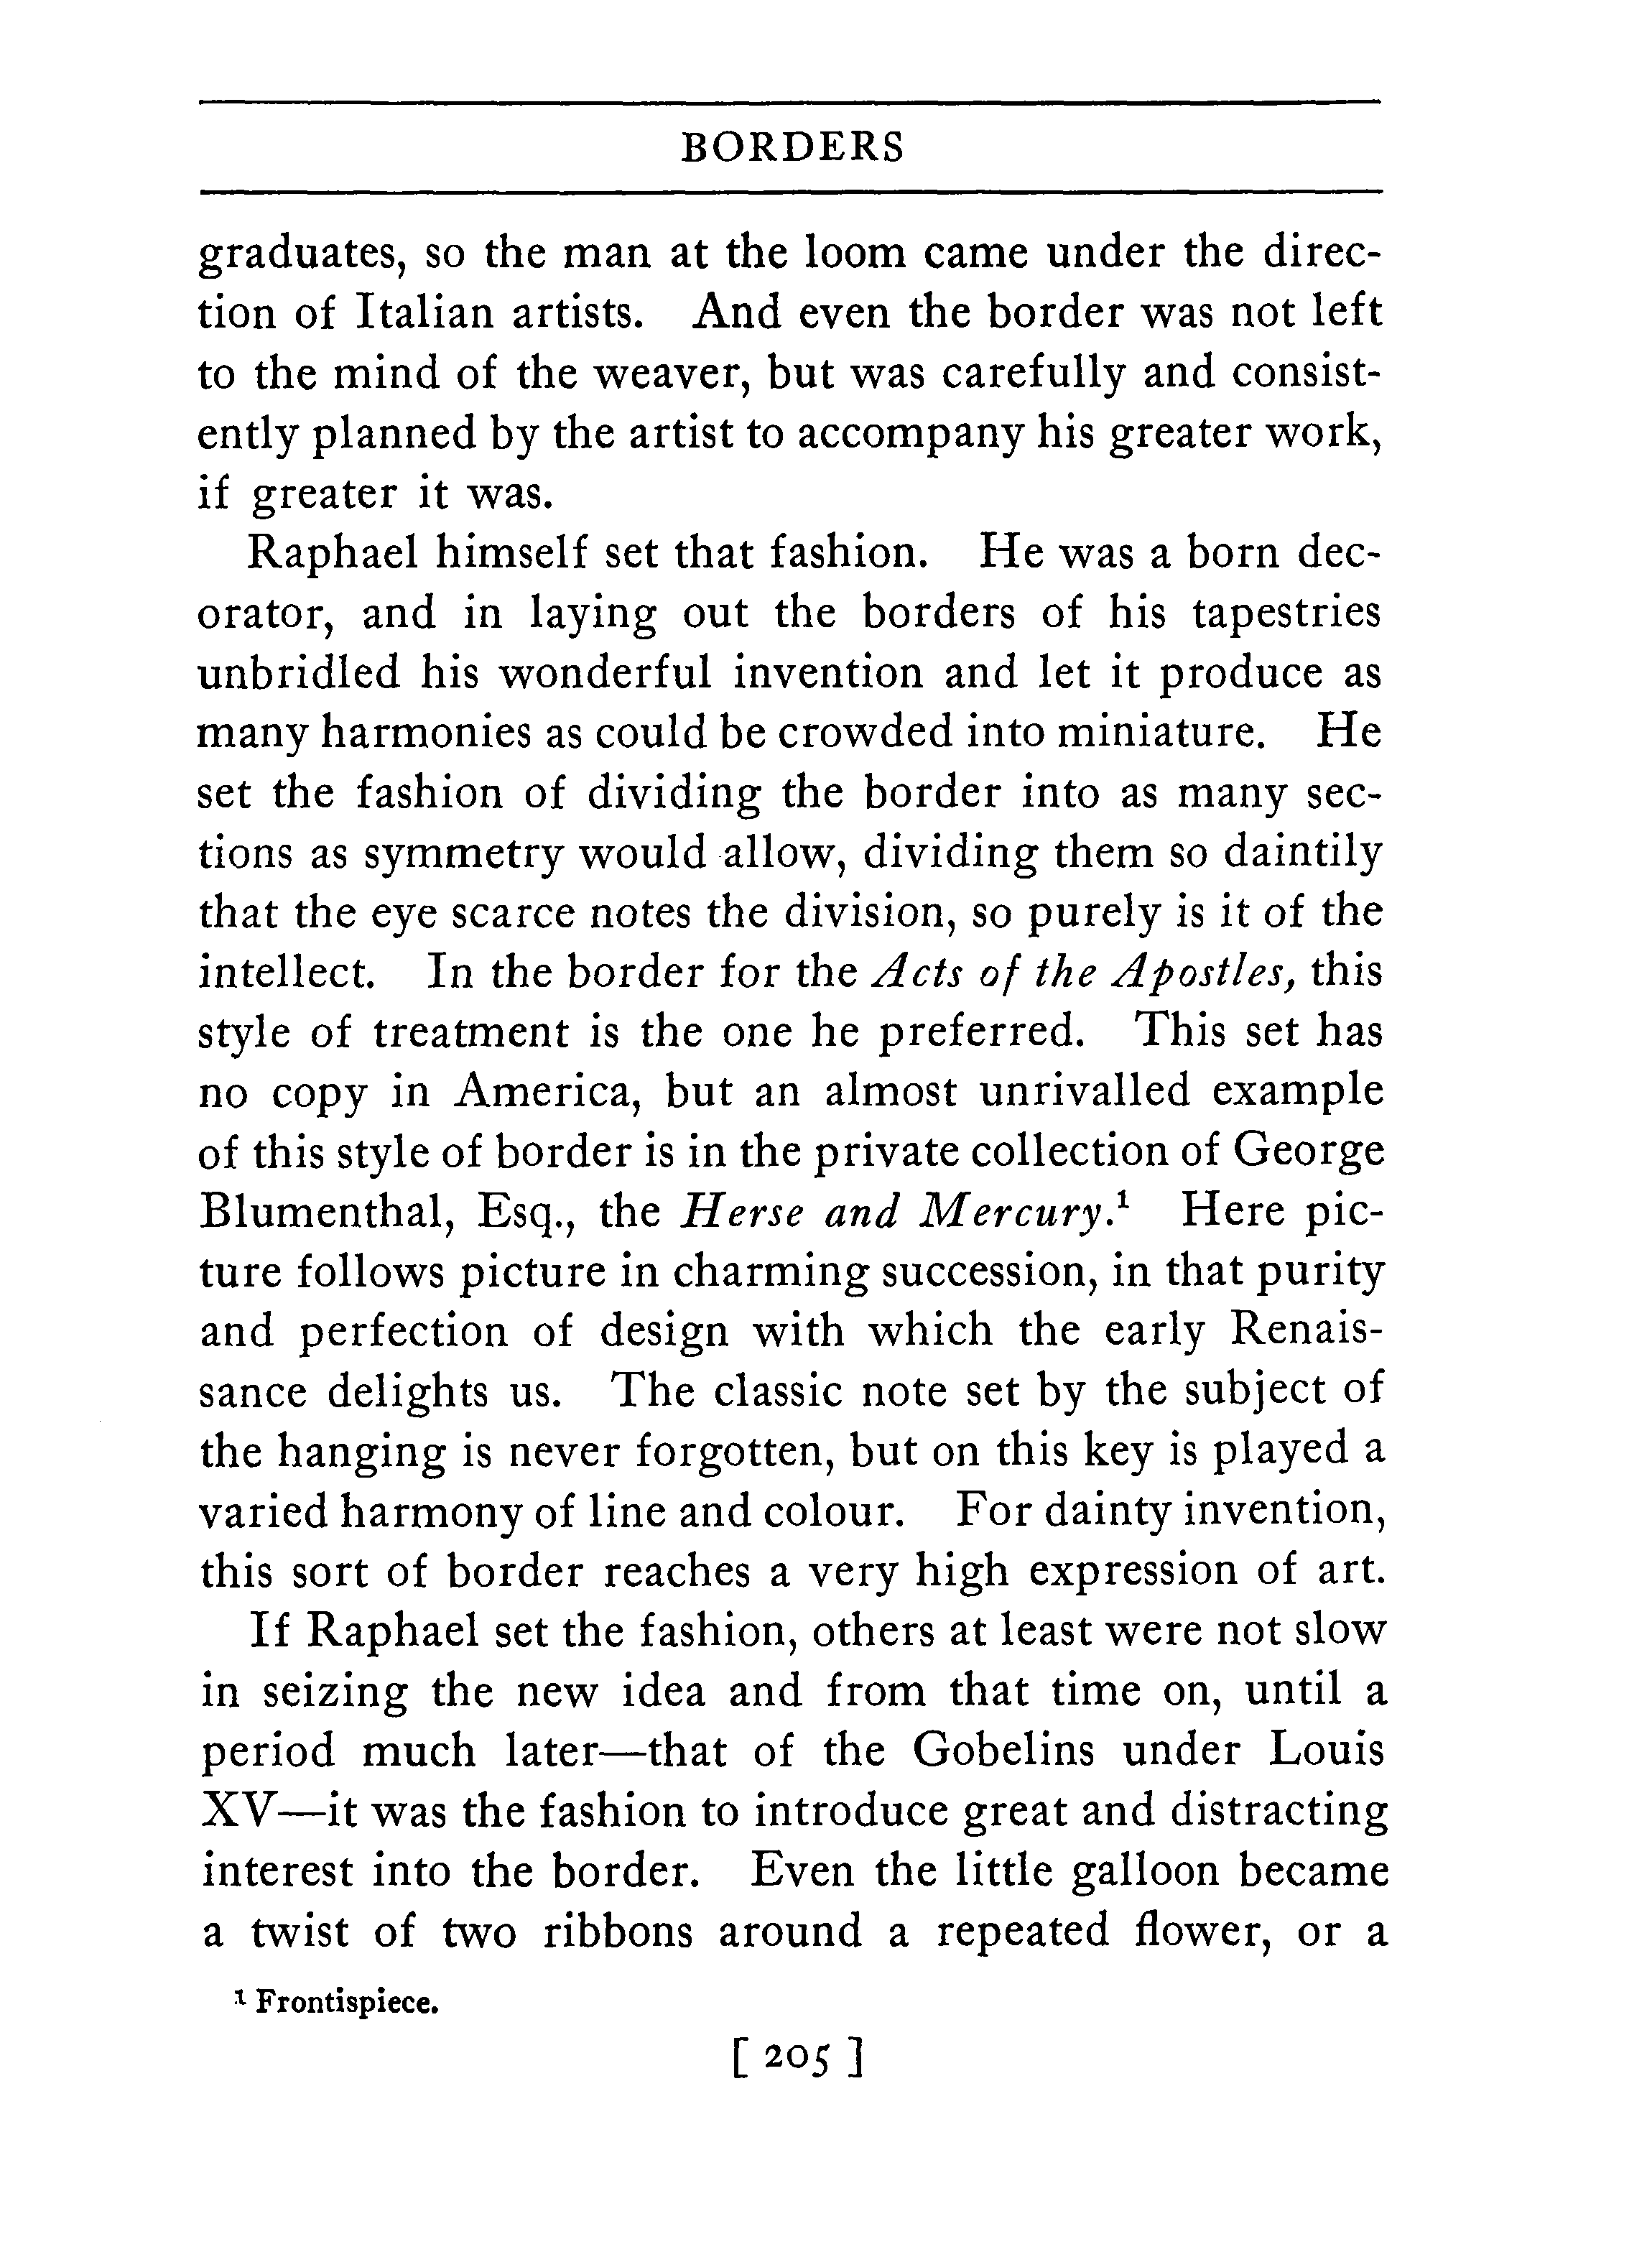 BORDERS
graduates, so the man at the loom came under the direc-
tion of Italian artists. And even the border was not left
to the mind of the weaver, but was carefully and consist-
ently planned by the artist to accompany his greater work,
if greater it was.
Raphael himself set that fashion. He was a born dec-
orator, and in laying out the borders of his tapestries
unbridled his wonderful invention and let it produce as
many harmonies as could be crowded into miniature. He
set the fashion of dividing the border into as many sec-
tions as symmetry would allow, dividing them so daintily
that the eye scarce notes the division, so purely is it of the
intellect. In the border for the Acts of the Apostles, this
style of treatment is the one he preferred. This set has
no copy in America, but an almost unrivalled example
of this style of border is in the private collection of George
Blumenthal, Esq., the Herse and Mercury.¹ Here pic-
ture follows picture in charming succession, in that purity
and perfection of design with which the early Renais-
sance delights us. The classic note set by the subject of
the hanging is never forgotten, but on this key is played a
varied harmony of line and colour. For dainty invention,
this sort of border reaches a very high expression of art.
If Raphael set the fashion, others at least were not slow
in seizing the new idea and from that time on, until a
period much later—that of the Gobelins under Louis
XV—it was the fashion to introduce great and distracting
interest into the border. Even the little galloon became
a twist of two ribbons around a repeated flower, or a
¹ Frontispiece.
[ 205 ]